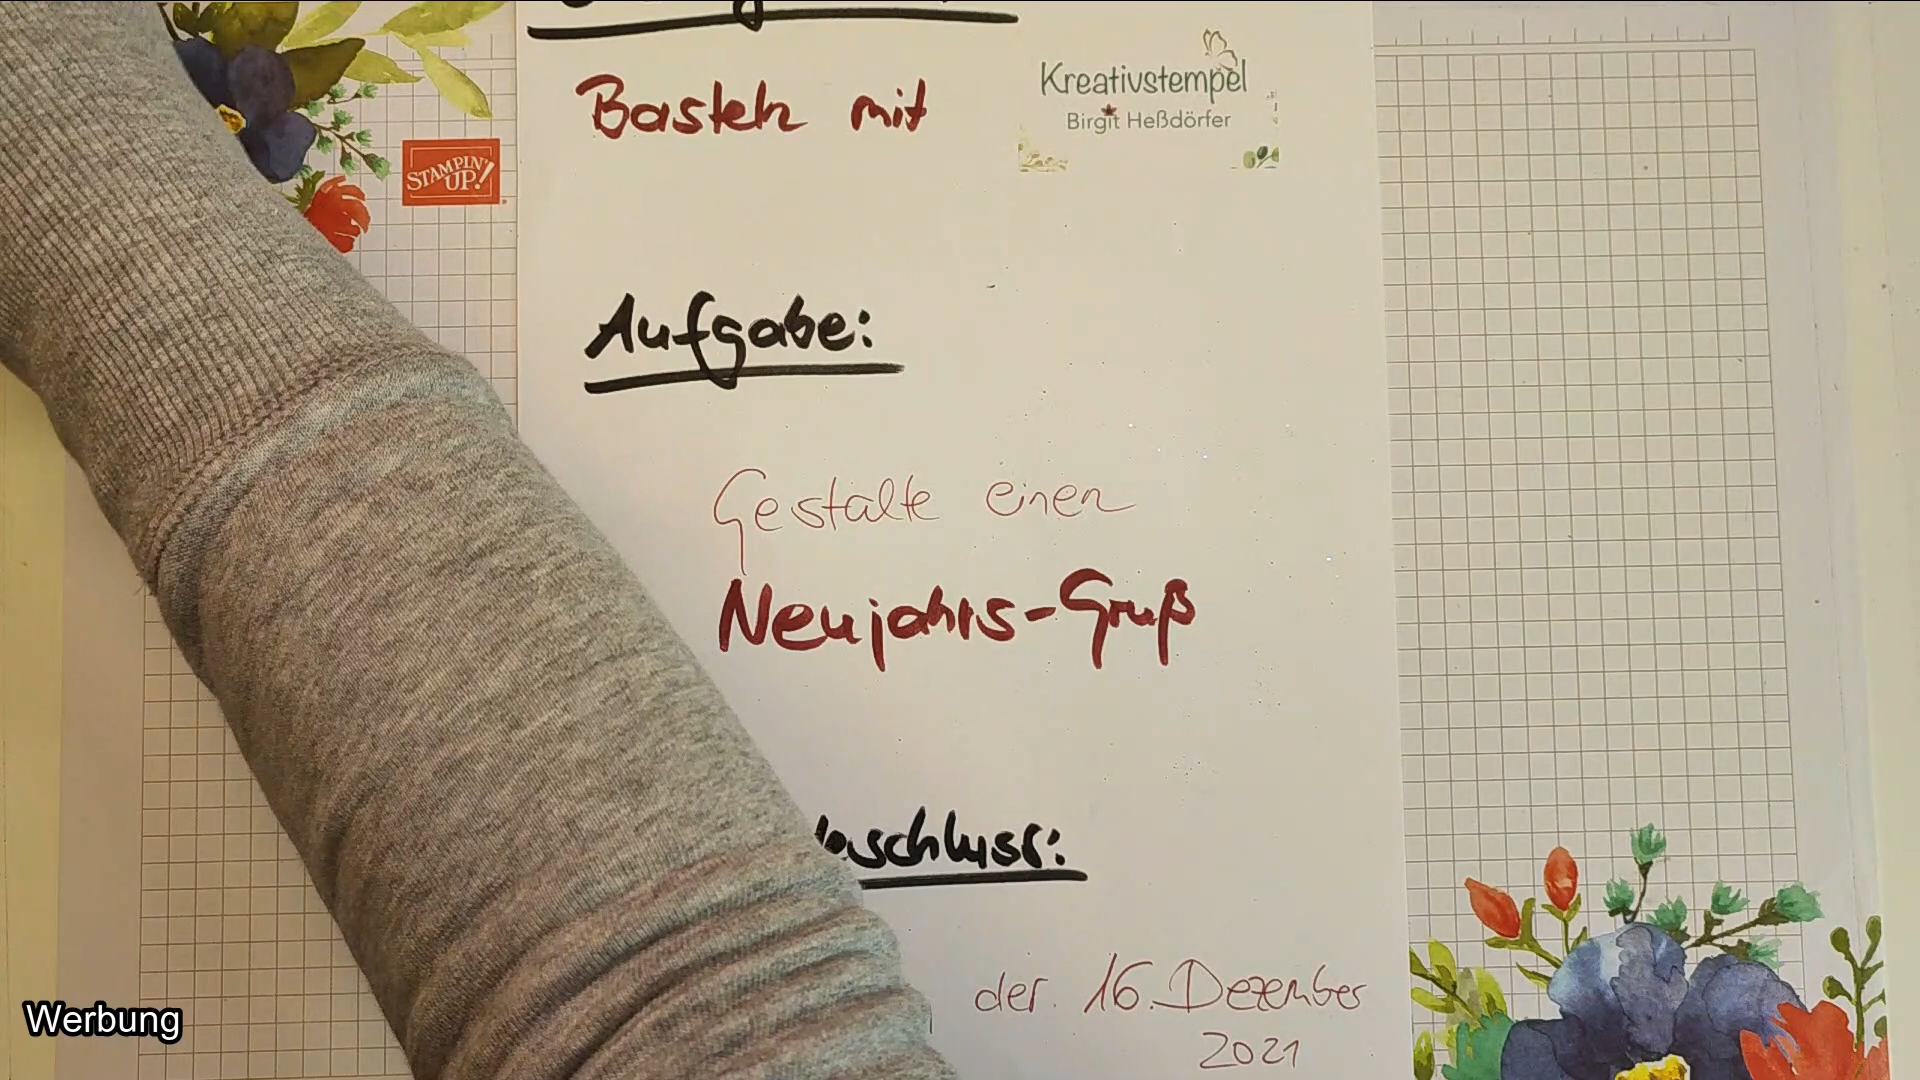 Basteln mit
Kreativstempel
Birgit Heßdörfer
STAMPIN' UP!
Aufgabe:
Gestalte einen
Neujahrs-Gruß
der 16. Dezember
2021
Werbung